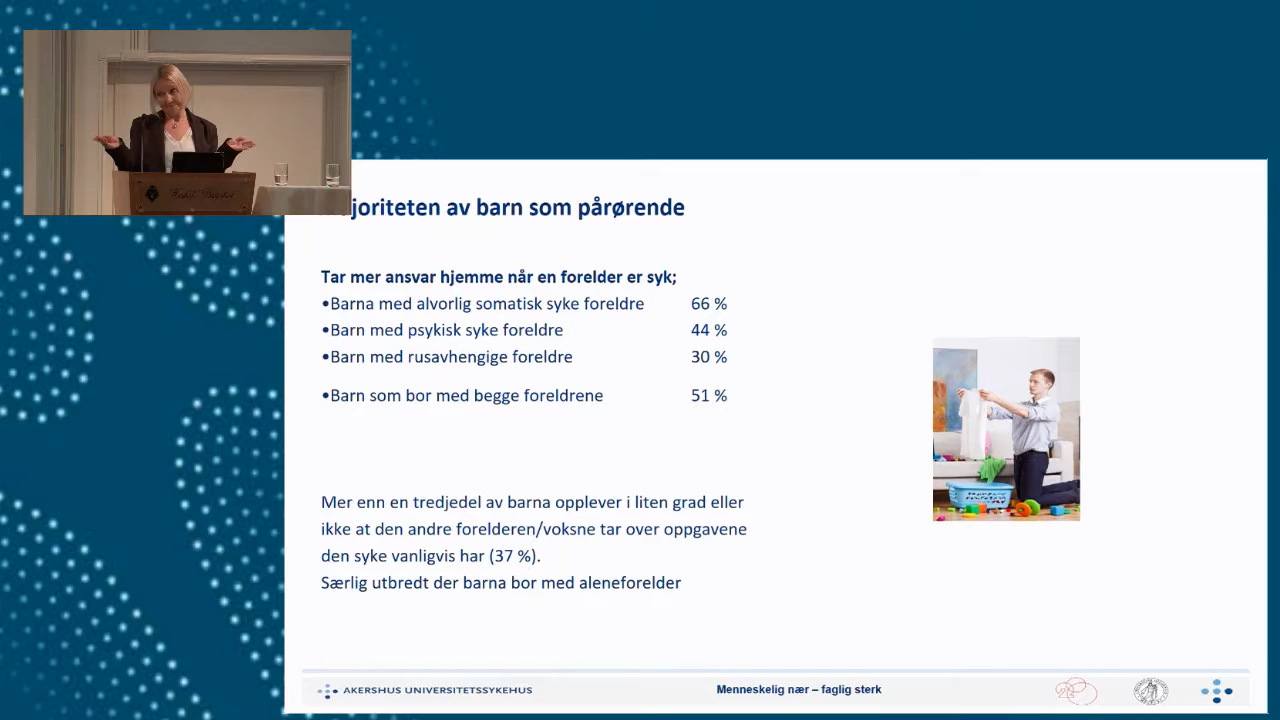 joriteten av barn som pårørende
Tar mer ansvar hjemme når en forelder er syk;
•Barna med alvorlig somatisk syke foreldre 66 %
•Barn med psykisk syke foreldre 44 %
•Barn med rusavhengige foreldre 30 %
•Barn som bor med begge foreldrene 51 %
Mer enn en tredjedel av barna opplever i liten grad eller
ikke at den andre forelderen/voksne tar over oppgavene
den syke vanligvis har (37 %).
Særlig utbredt der barna bor med aleneforelder
AKERSHUS UNIVERSITETSSYKEHUS
Menneskelig nær – faglig sterk